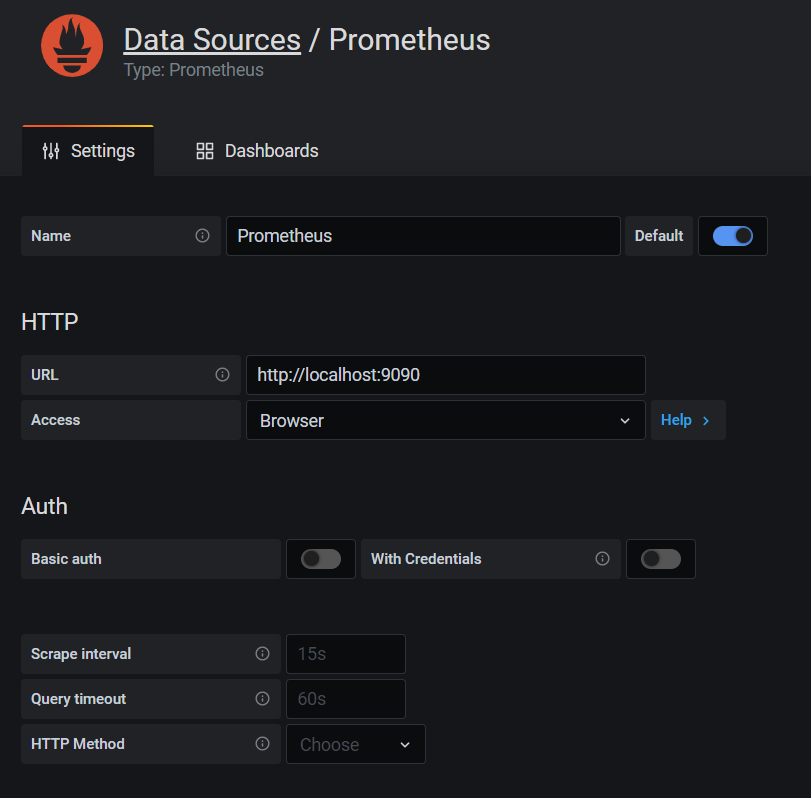 Data Sources / Prometheus
Type: Prometheus
Settings Dashboards
Name Prometheus Default
HTTP
URL http://localhost:9090
Access Browser Help >
Auth
Basic auth With Credentials
Scrape interval 15s
Query timeout 60s
HTTP Method Choose